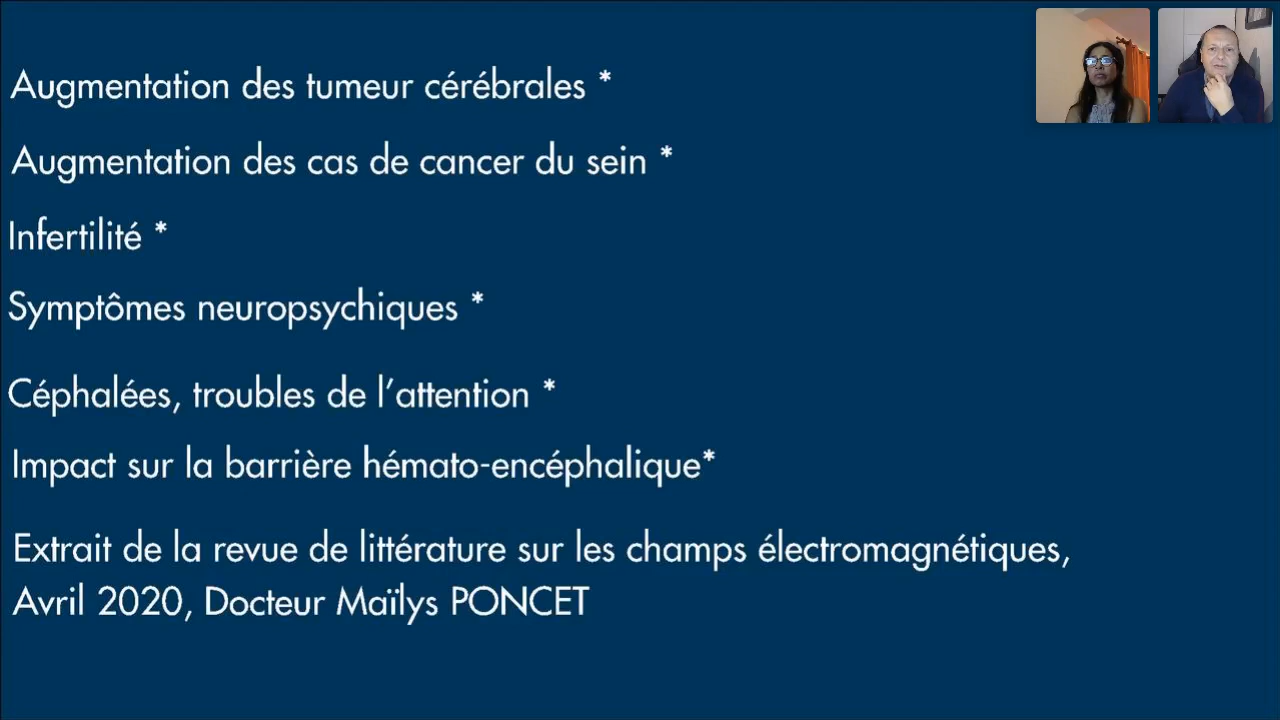 Augmentation des tumeur cérébrales *
Augmentation des cas de cancer du sein *
Infertilité *
Symptômes neuropsychiques *
Céphalées, troubles de l’attention *
Impact sur la barrière hémato-encéphalique*
Extrait de la revue de littérature sur les champs électromagnétiques,
Avril 2020, Docteur Maïlys PONCET